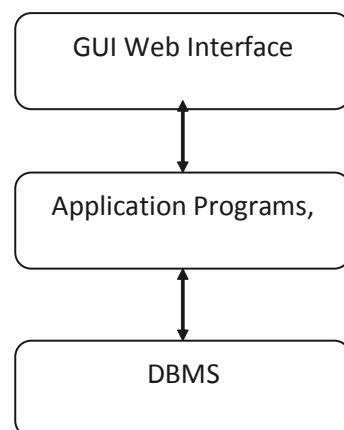 GUI Web Interface
Application Programs,
DBMS